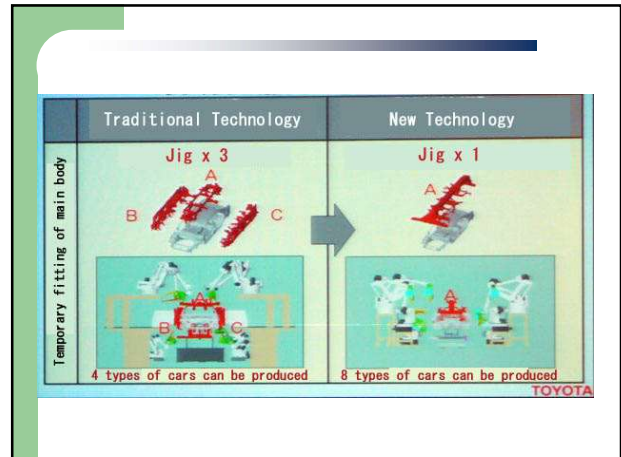 Traditional Technology
New Technology
Temporary fitting of main body
Jig x 3
A
B
C
A
B
C
4 types of cars can be produced
Jig x 1
A
A
8 types of cars can be produced
TOYOTA